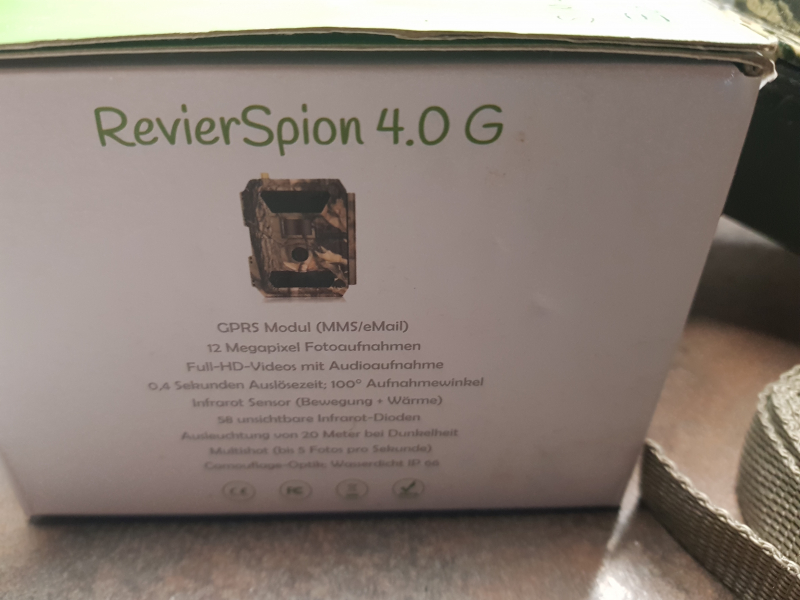 RevierSpion 4.0 G
GPRS Modul (MMS/eMail)
12 Megapixel Fotoaufnahmen
Full-HD-Videos mit Audioaufnahme
0,4 Sekunden Auslösezeit; 100° Aufnahmewinkel
Infrarot Sensor (Bewegung + Wärme)
58 unsichtbare Infrarot-Dioden
Ausleuchtung von 20 Meter bei Dunkelheit
Multishot (bis 5 Fotos pro Sekunde)
Camouflage-Optik; Wasserdicht IP 66
CE FC